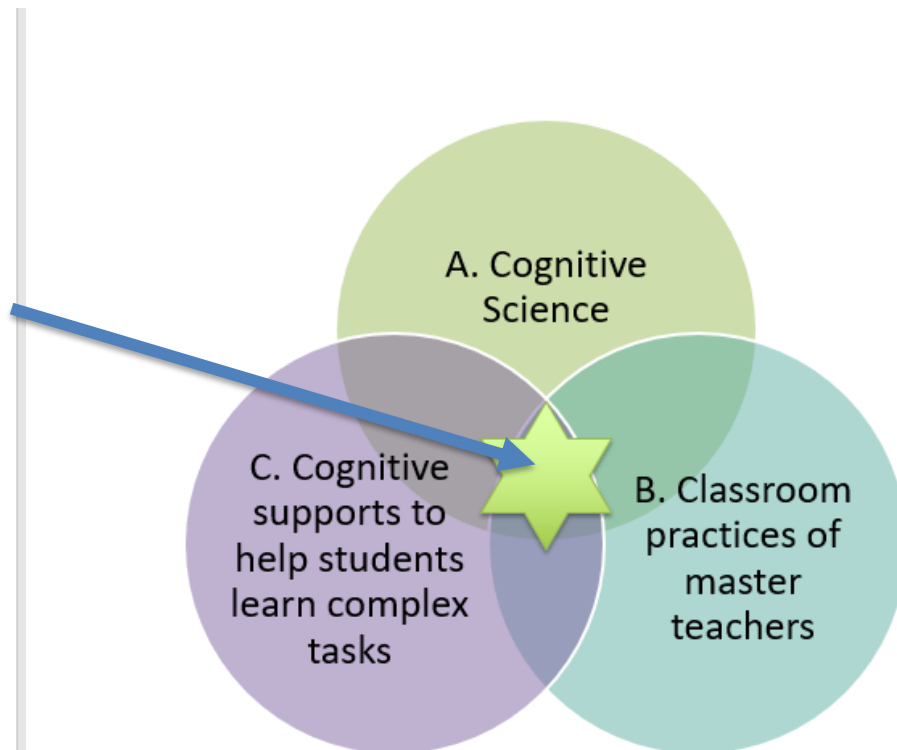 A. Cognitive
Science
C. Cognitive
supports to
help students
learn complex
tasks
B. Classroom
practices of
master
teachers